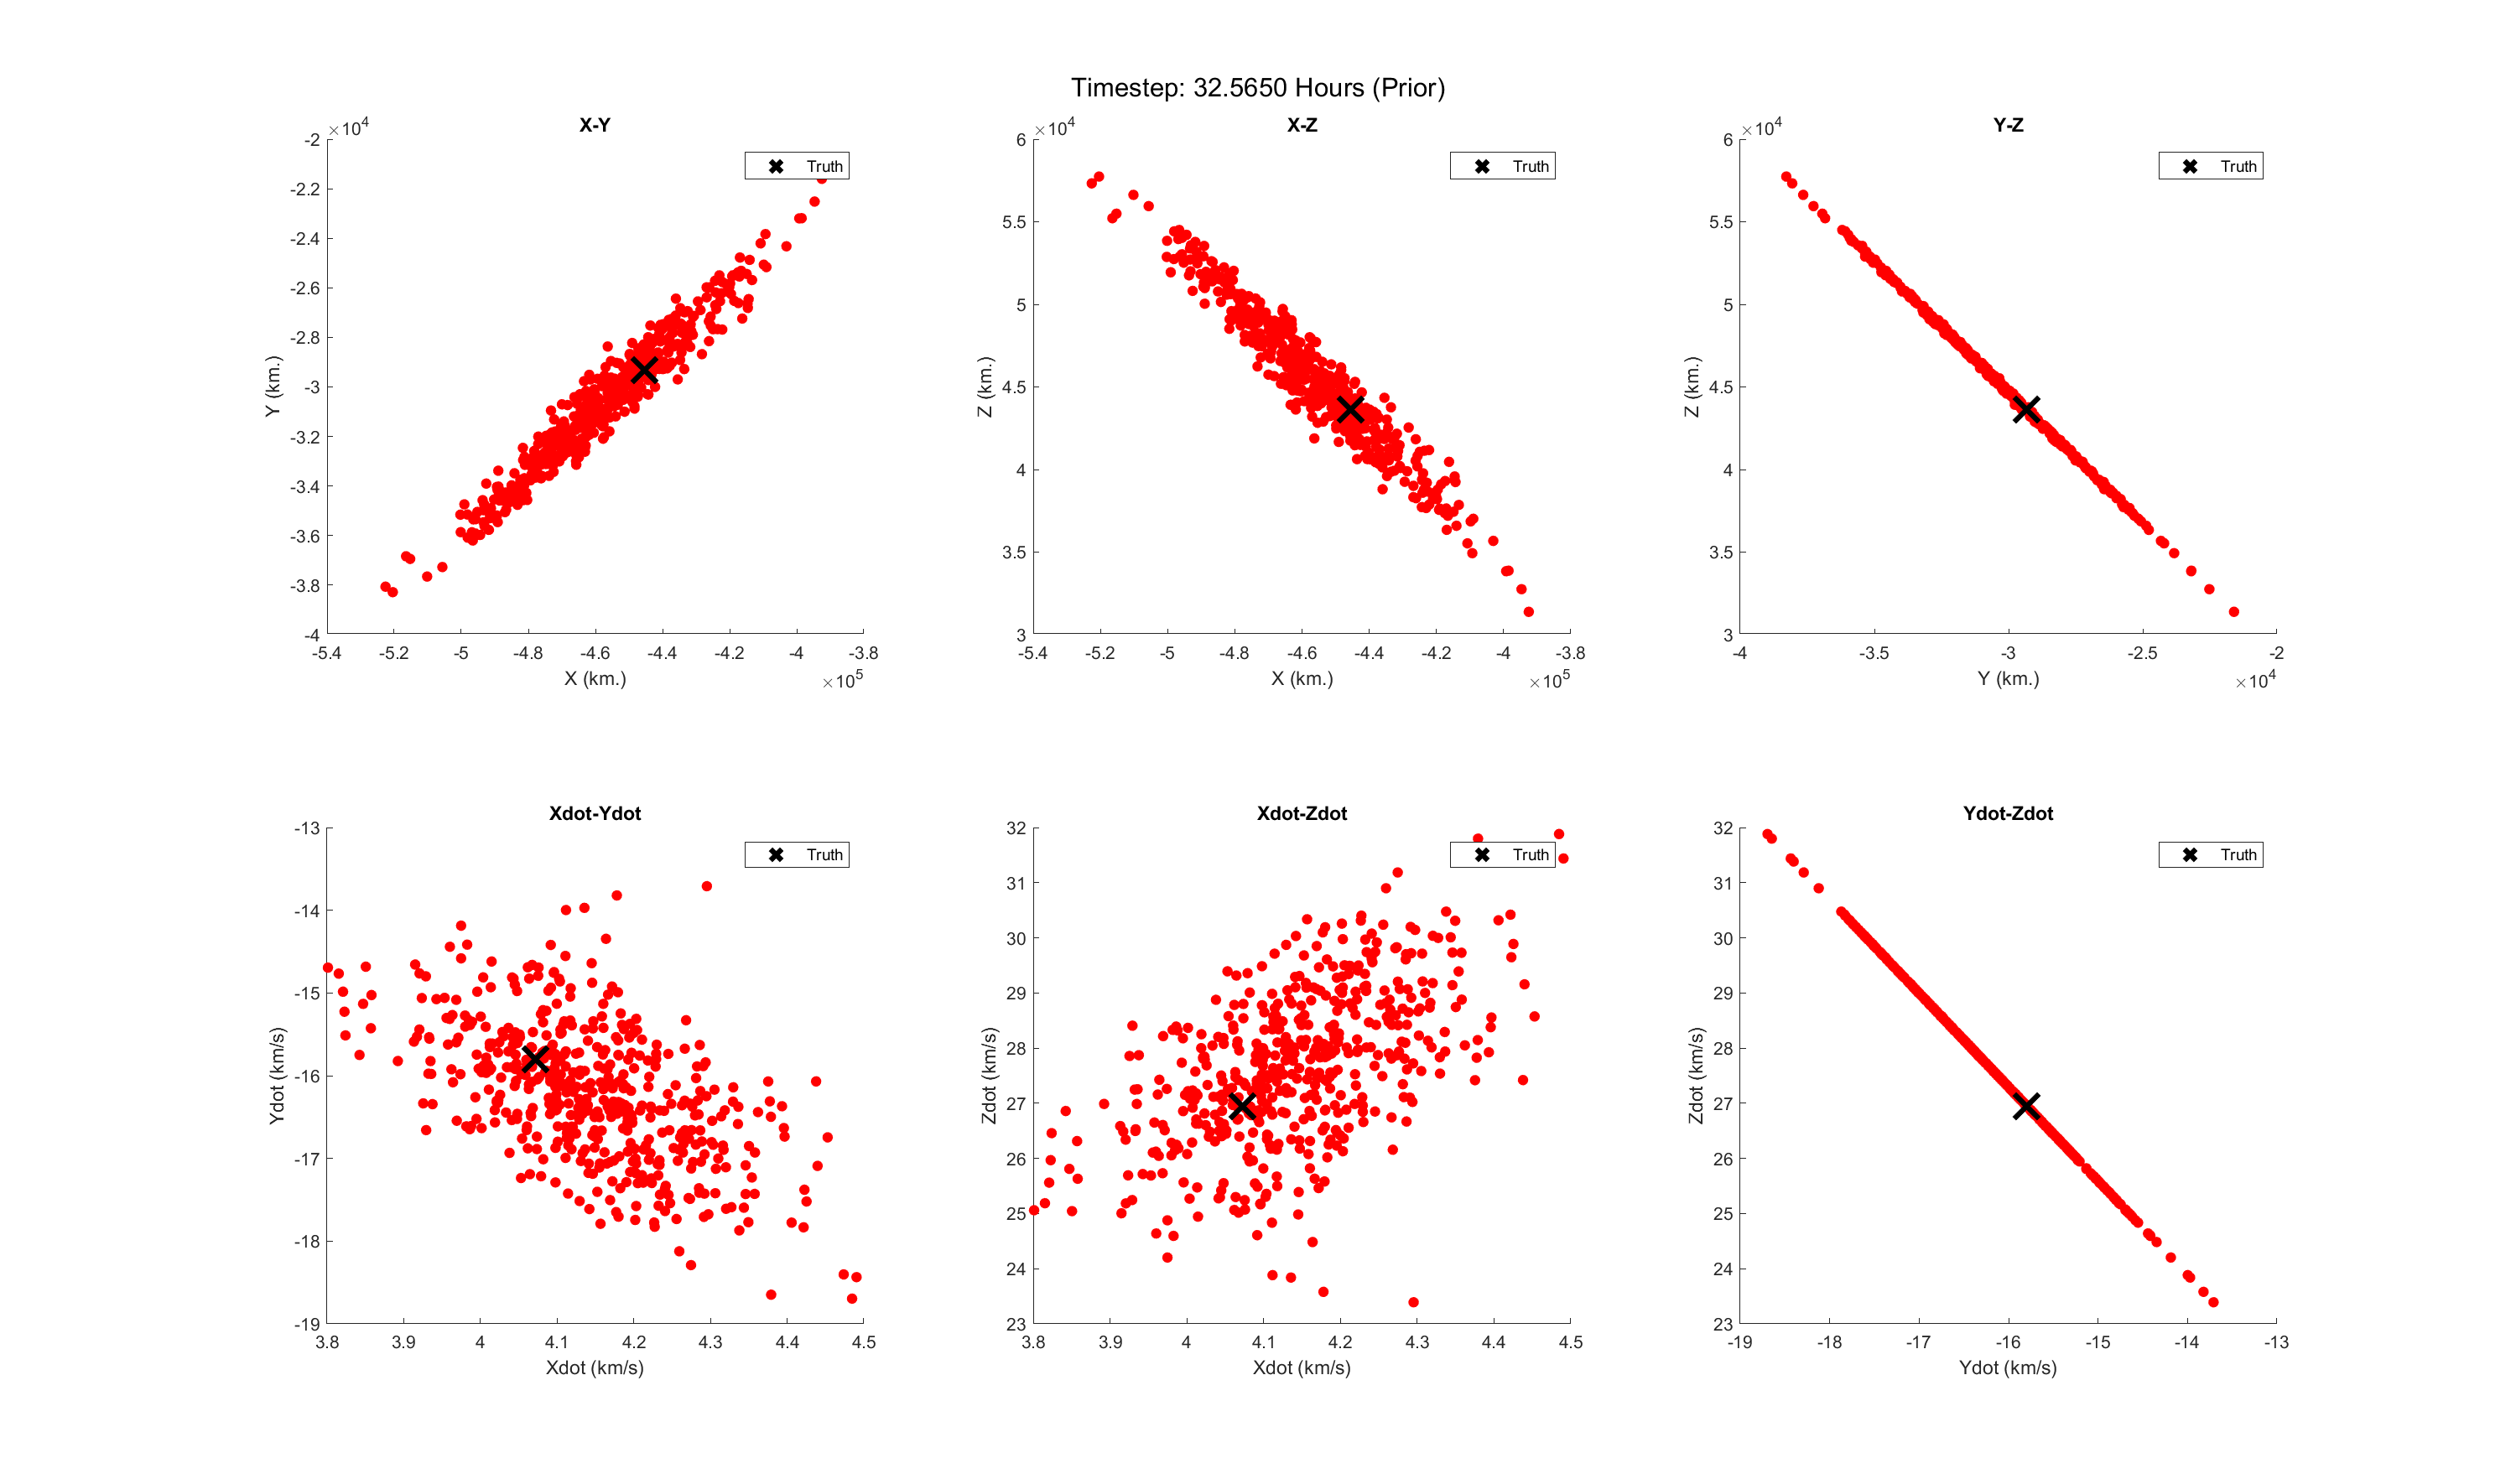 Timestep: 32.5650 Hours (Prior)
X-Y
×10^4
-2
-2.2
-2.4
-2.6
-2.8
-3
-3.2
-3.4
-3.6
-3.8
-4
Y (km.)
Truth
-5.4 -5.2 -5 -4.8 -4.6 -4.4 -4.2 -4 -3.8
X (km.)
×10^5
X-Z
×10^4
6
5.5
5
4.5
4
3.5
3
Z (km.)
Truth
-5.4 -5.2 -5 -4.8 -4.6 -4.4 -4.2 -4 -3.8
X (km.)
×10^5
Y-Z
×10^4
6
5.5
5
4.5
4
3.5
3
Z (km.)
Truth
-4 -3.5 -3 -2.5 -2
Y (km.)
×10^4
Xdot-Ydot
-13
-14
-15
-16
-17
-18
-19
Ydot (km/s)
Truth
3.8 3.9 4 4.1 4.2 4.3 4.4 4.5
Xdot (km/s)
Xdot-Zdot
32
31
30
29
28
27
26
25
24
23
Zdot (km/s)
Truth
3.8 3.9 4 4.1 4.2 4.3 4.4 4.5
Xdot (km/s)
Ydot-Zdot
32
31
30
29
28
27
26
25
24
23
Zdot (km/s)
Truth
-19 -18 -17 -16 -15 -14 -13
Ydot (km/s)